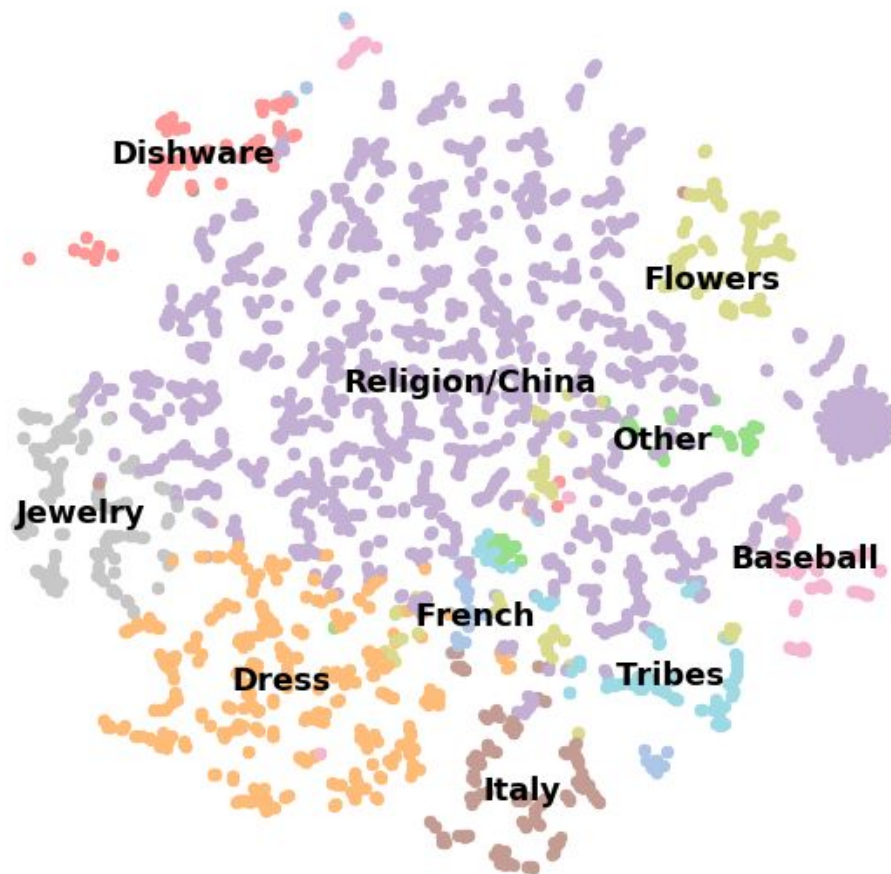 Dishware
Flowers
Religion/China
Other
Jewelry
Baseball
French
Tribes
Dress
Italy